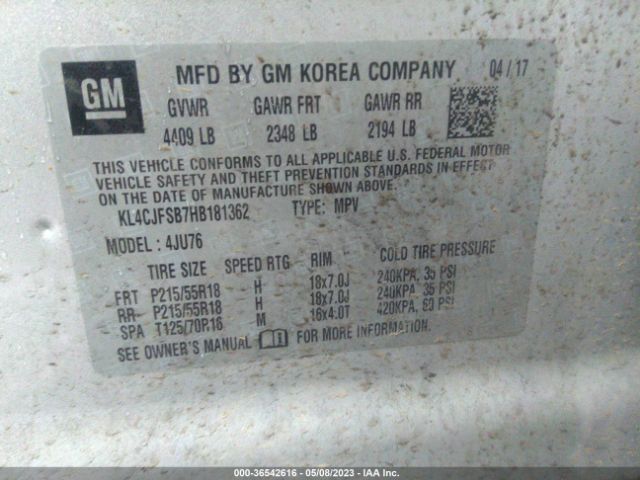 GM
MFD BY GM KOREA COMPANY 04 / 17
GVWR GAWR FRT GAWR RR
4409 LB 2348 LB 2194 LB
THIS VEHICLE CONFORMS TO ALL APPLICABLE U.S. FEDERAL MOTOR
VEHICLE SAFETY AND THEFT PREVENTION STANDARDS IN EFFECT
ON THE DATE OF MANUFACTURE SHOWN ABOVE.
KL4CJFSB7HB181362 TYPE: MPV
MODEL : 4JU76
TIRE SIZE SPEED RTG RIM COLD TIRE PRESSURE
FRT P215/55R18 H 18x7.0J 240KPA, 35 PSI
RR P215/55R18 H 18x7.0J 240KPA, 35 PSI
SPA T125/70R16 M 16x4.0T 420KPA, 60 PSI
SEE OWNER'S MANUAL FOR MORE INFORMATION.
000-36542616 - 05/08/2023 - IAA Inc.